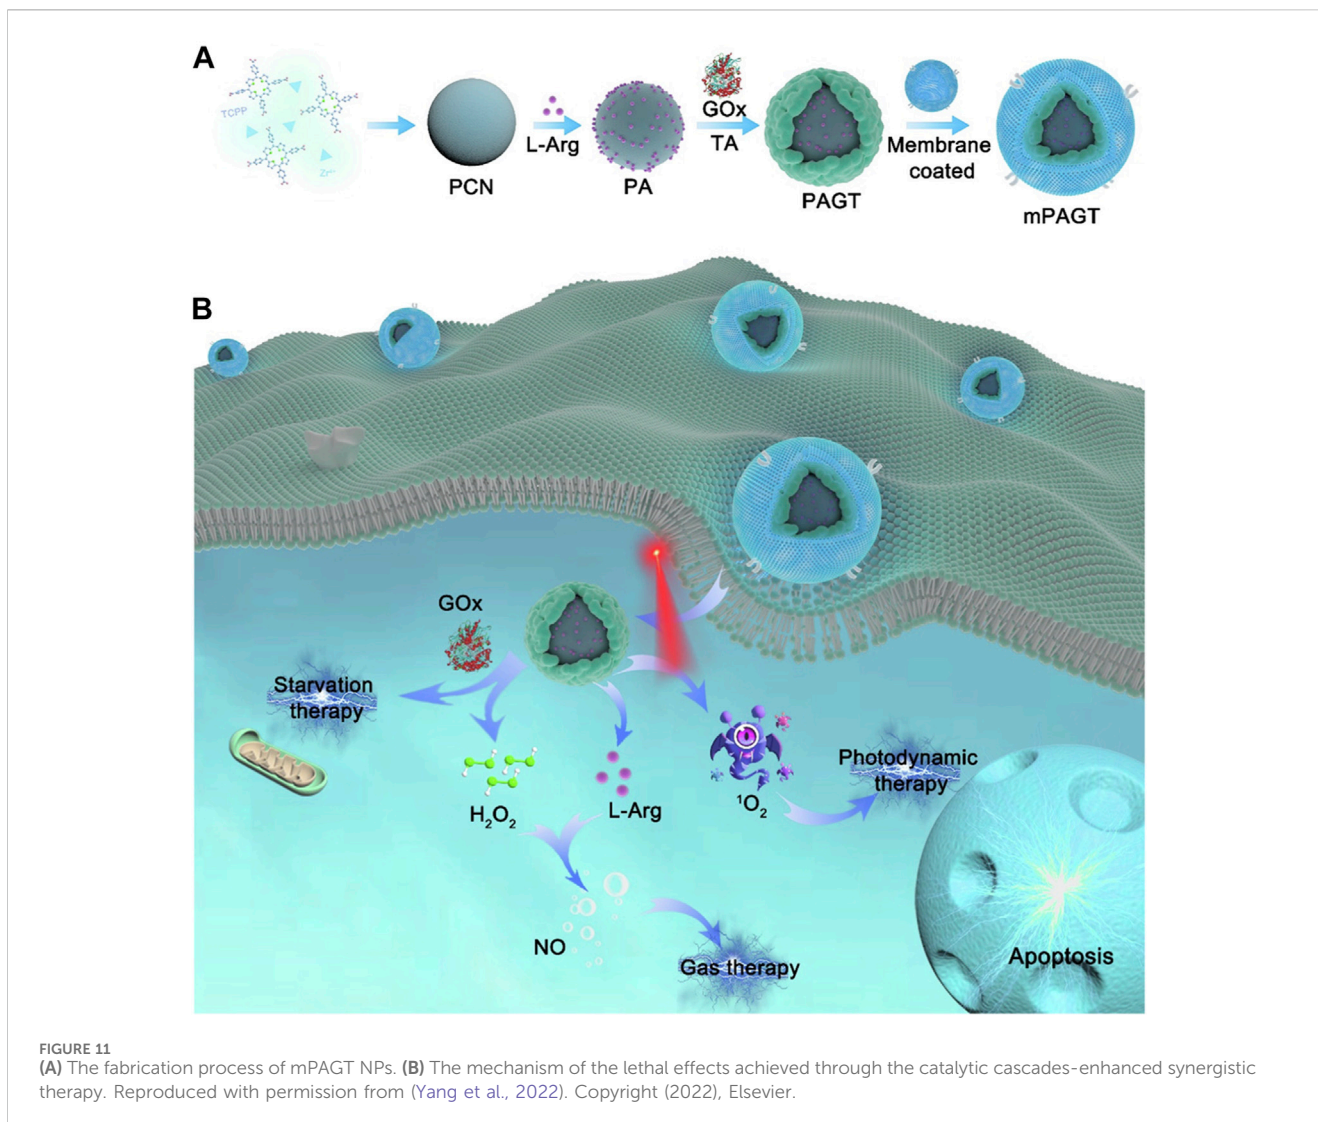 A
TCPP
Zr⁴⁺
PCN
L-Arg
PA
GOx
TA
PAGT
Membrane
coated
mPAGT
B
GOx
Starvation
therapy
H₂O₂
L-Arg
¹O₂
Photodynamic
therapy
NO
Gas therapy
Apoptosis
FIGURE 11
(A) The fabrication process of mPAGT NPs. (B) The mechanism of the lethal effects achieved through the catalytic cascades-enhanced synergistic
therapy. Reproduced with permission from (Yang et al., 2022). Copyright (2022), Elsevier.